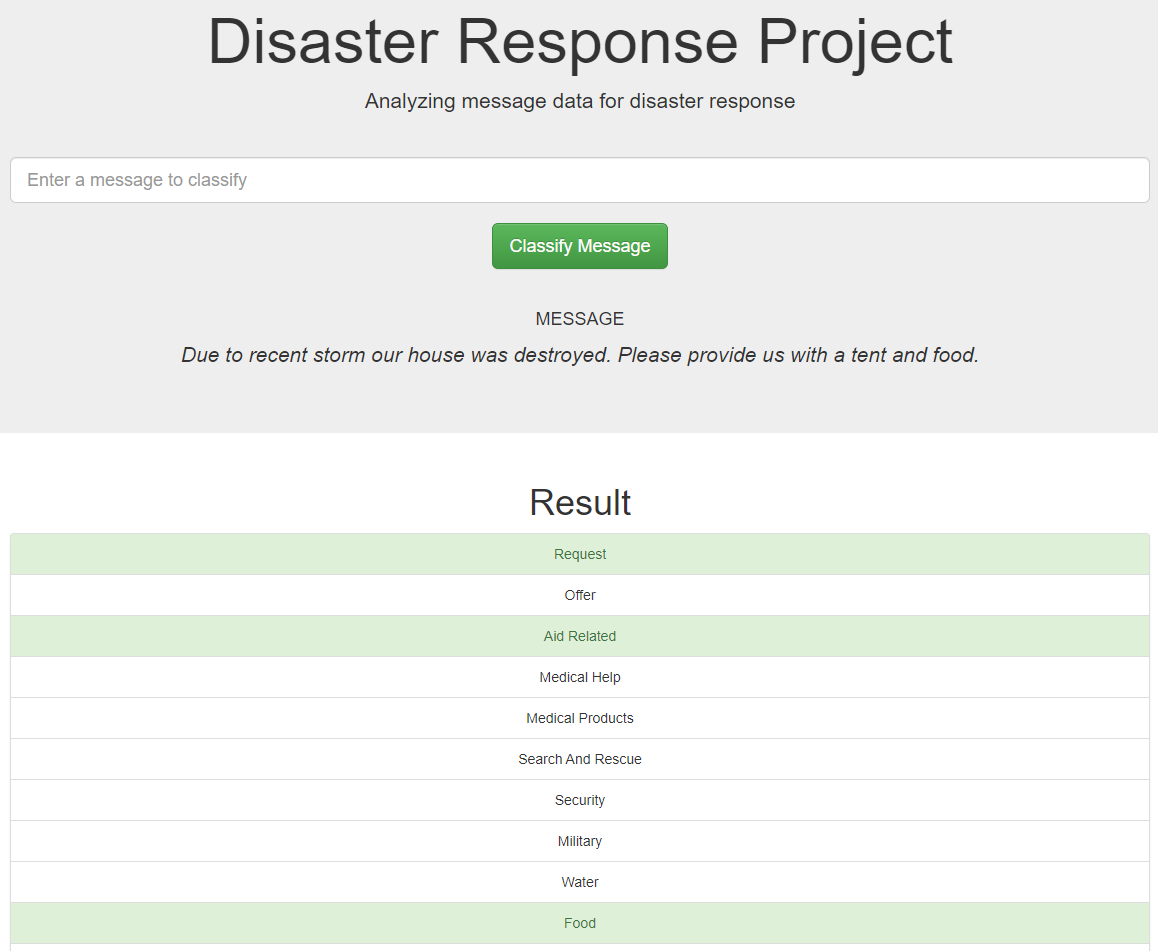 Disaster Response Project
Analyzing message data for disaster response
Enter a message to classify
Classify Message
MESSAGE
Due to recent storm our house was destroyed. Please provide us with a tent and food.
Result
Request
Offer
Aid Related
Medical Help
Medical Products
Search And Rescue
Security
Military
Water
Food